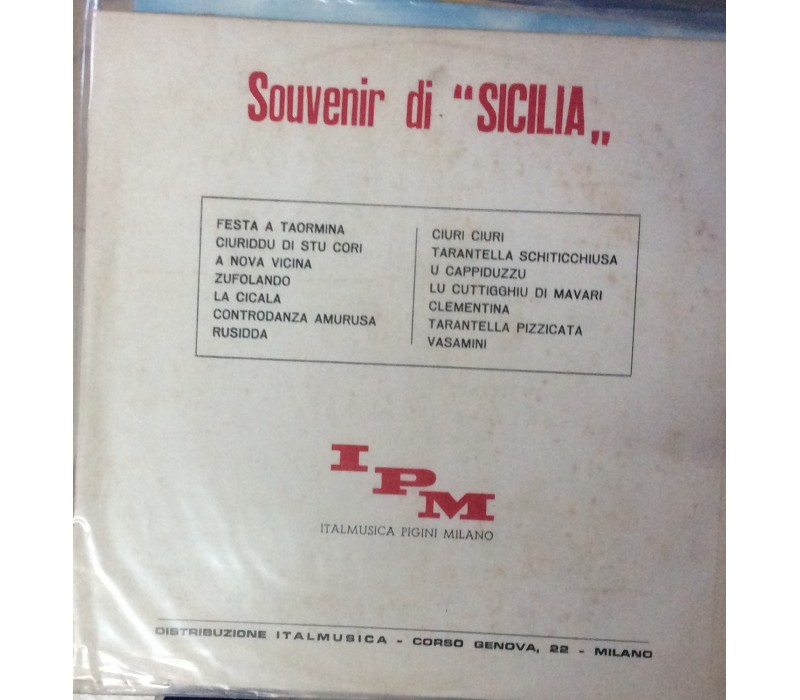 Souvenir di “SICILIA„
FESTA A TAORMINA
CIURIDDU DI STU CORI
A NOVA VICINA
ZUFOLANDO
LA CICALA
CONTRODANZA AMURUSA
RUSIDDA
CIURI CIURI
TARANTELLA SCHITICCHIUSA
U CAPPIDUZZU
LU CUTTIGGHIU DI MAVARI
CLEMENTINA
TARANTELLA PIZZICATA
VASAMINI
IPM
ITALMUSICA PIGINI MILANO
DISTRIBUZIONE ITALMUSICA - CORSO GENOVA, 22 - MILANO